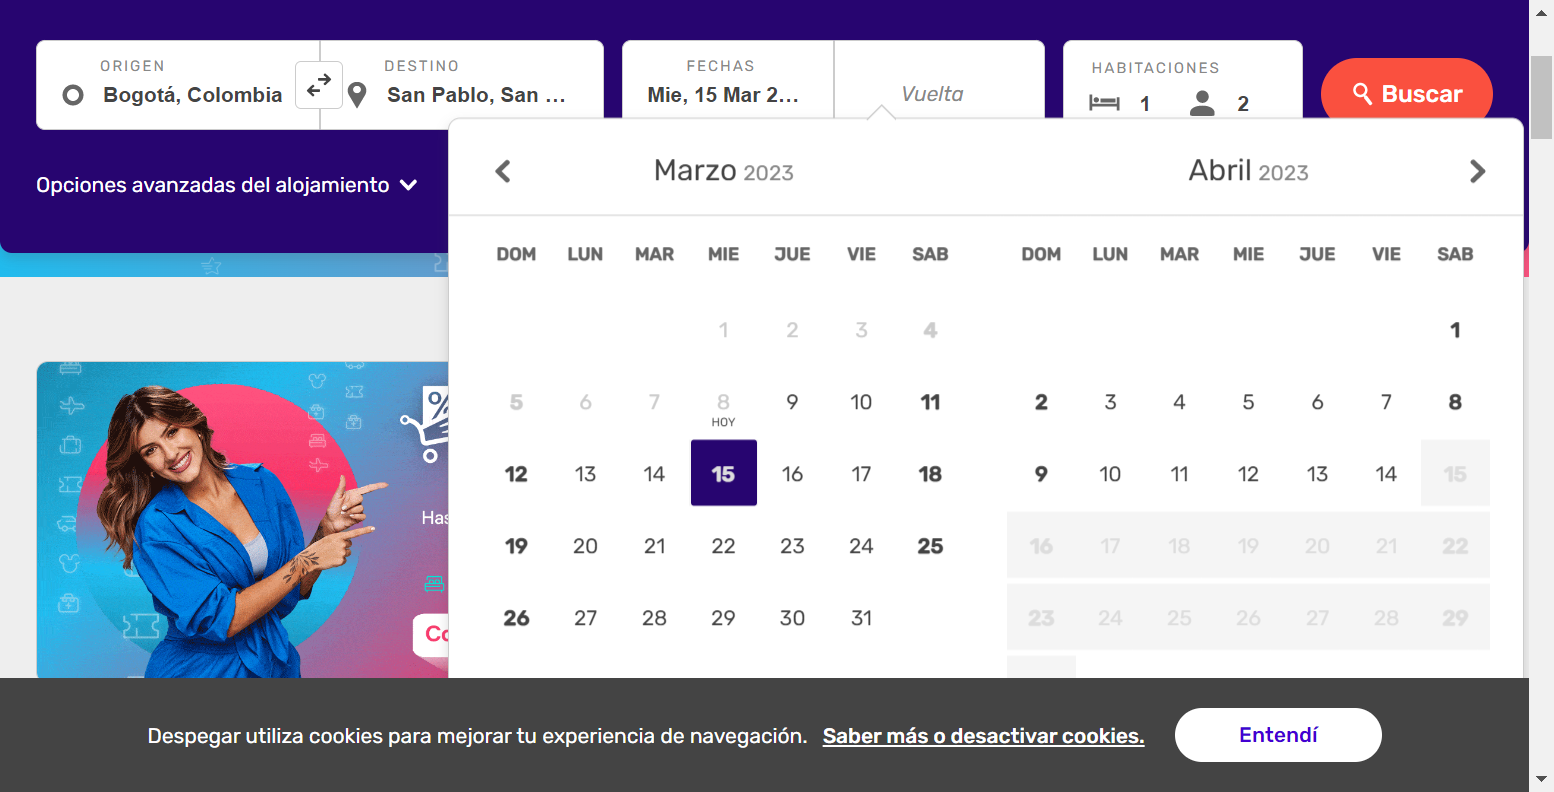 ORIGEN
Bogotá, Colombia
DESTINO
San Pablo, San ...
FECHAS
Mie, 15 Mar 2...
Vuelta
HABITACIONES
1 2
Buscar
Opciones avanzadas del alojamiento
Marzo 2023
DOM LUN MAR MIE JUE VIE SAB
1 2 3 4
5 6 7 8 9 10 11
HOY
12 13 14 15 16 17 18
19 20 21 22 23 24 25
26 27 28 29 30 31
Abril 2023
DOM LUN MAR MIE JUE VIE SAB
1
2 3 4 5 6 7 8
9 10 11 12 13 14 15
16 17 18 19 20 21 22
23 24 25 26 27 28 29
%
Has
Co
Despegar utiliza cookies para mejorar tu experiencia de navegación. Saber más o desactivar cookies. Entendí